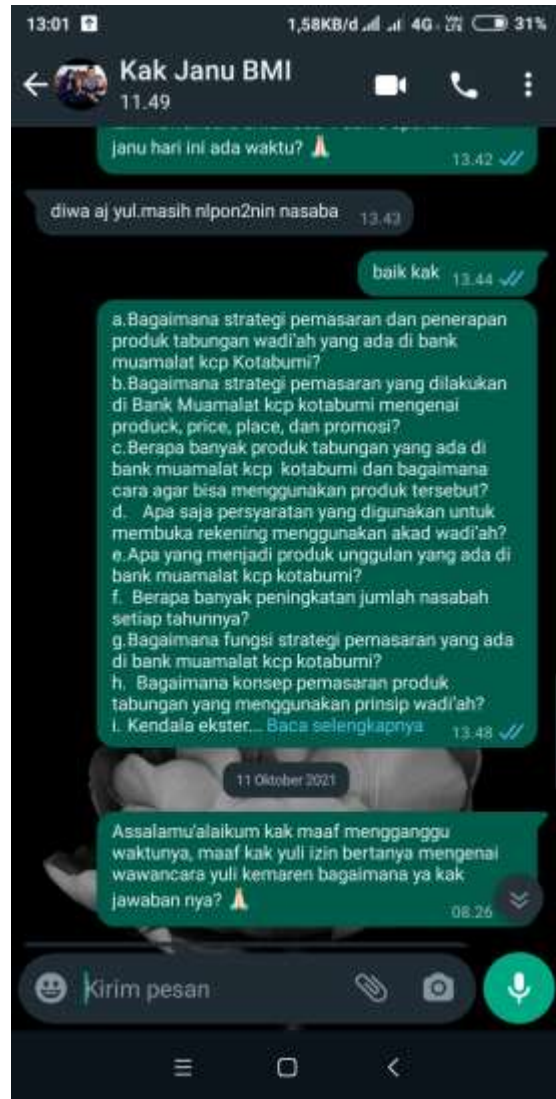 13:01
1,58KB/d
4G
31%
Kak Janu BMI
11.49
janu hari ini ada waktu? 🙏🏻
13.42
diwa aj yul.masih nlpon2nin nasaba
13.43
baik kak
13.44
a.Bagaimana strategi pemasaran dan penerapan
produk tabungan wadi'ah yang ada di bank
muamalat kcp Kotabumi?
b.Bagaimana strategi pemasaran yang dilakukan
di Bank Muamalat kcp kotabumi mengenai
produck, price, place, dan promosi?
c.Berapa banyak produk tabungan yang ada di
bank muamalat kcp kotabumi dan bagaimana
cara agar bisa menggunakan produk tersebut?
d. Apa saja persyaratan yang digunakan untuk
membuka rekening menggunakan akad wadi'ah?
e.Apa yang menjadi produk unggulan yang ada di
bank muamalat kcp kotabumi?
f. Berapa banyak peningkatan jumlah nasabah
setiap tahunnya?
g.Bagaimana fungsi strategi pemasaran yang ada
di bank muamalat kcp kotabumi?
h. Bagaimana konsep pemasaran produk
tabungan yang menggunakan prinsip wadi'ah?
i. Kendala ekster... Baca selengkapnya
13.48
11 Oktober 2021
Assalamu'alaikum kak maaf mengganggu
waktunya, maaf kak yuli izin bertanya mengenai
wawancara yuli kemaren bagaimana ya kak
jawaban nya? 🙏🏻
08.26
Kirim pesan